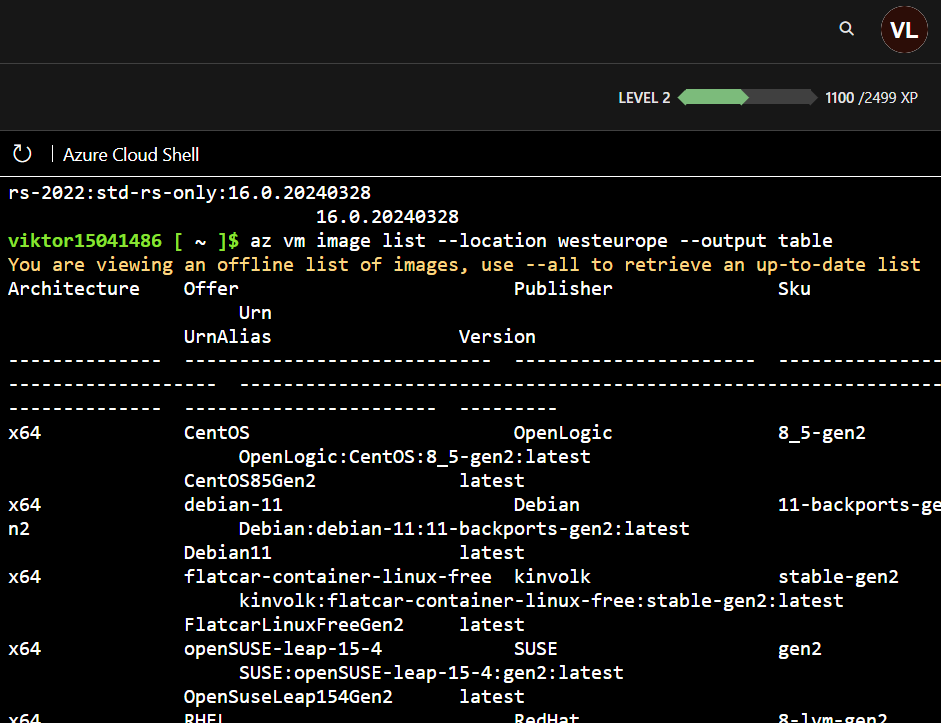 VL
LEVEL 2 1100 /2499 XP
Azure Cloud Shell
rs-2022:std-rs-only:16.0.20240328
16.0.20240328
viktor15041486 [ ~ ]$ az vm image list --location westeurope --output table
You are viewing an offline list of images, use --all to retrieve an up-to-date list
Architecture Offer Publisher Sku
Urn
UrnAlias Version
-------------- ---------------------------- ---------------------- ---------------
------------------- ----------------------------------------------------------------
-------------- ----------------------- ---------
x64 CentOS OpenLogic 8_5-gen2
OpenLogic:CentOS:8_5-gen2:latest
CentOS85Gen2 latest
x64 debian-11 Debian 11-backports-ge
n2 Debian:debian-11:11-backports-gen2:latest
Debian11 latest
x64 flatcar-container-linux-free kinvolk stable-gen2
kinvolk:flatcar-container-linux-free:stable-gen2:latest
FlatcarLinuxFreeGen2 latest
x64 openSUSE-leap-15-4 SUSE gen2
SUSE:openSUSE-leap-15-4:gen2:latest
OpenSuseLeap154Gen2 latest
x64 RHEL RedHat 8-lvm-gen2